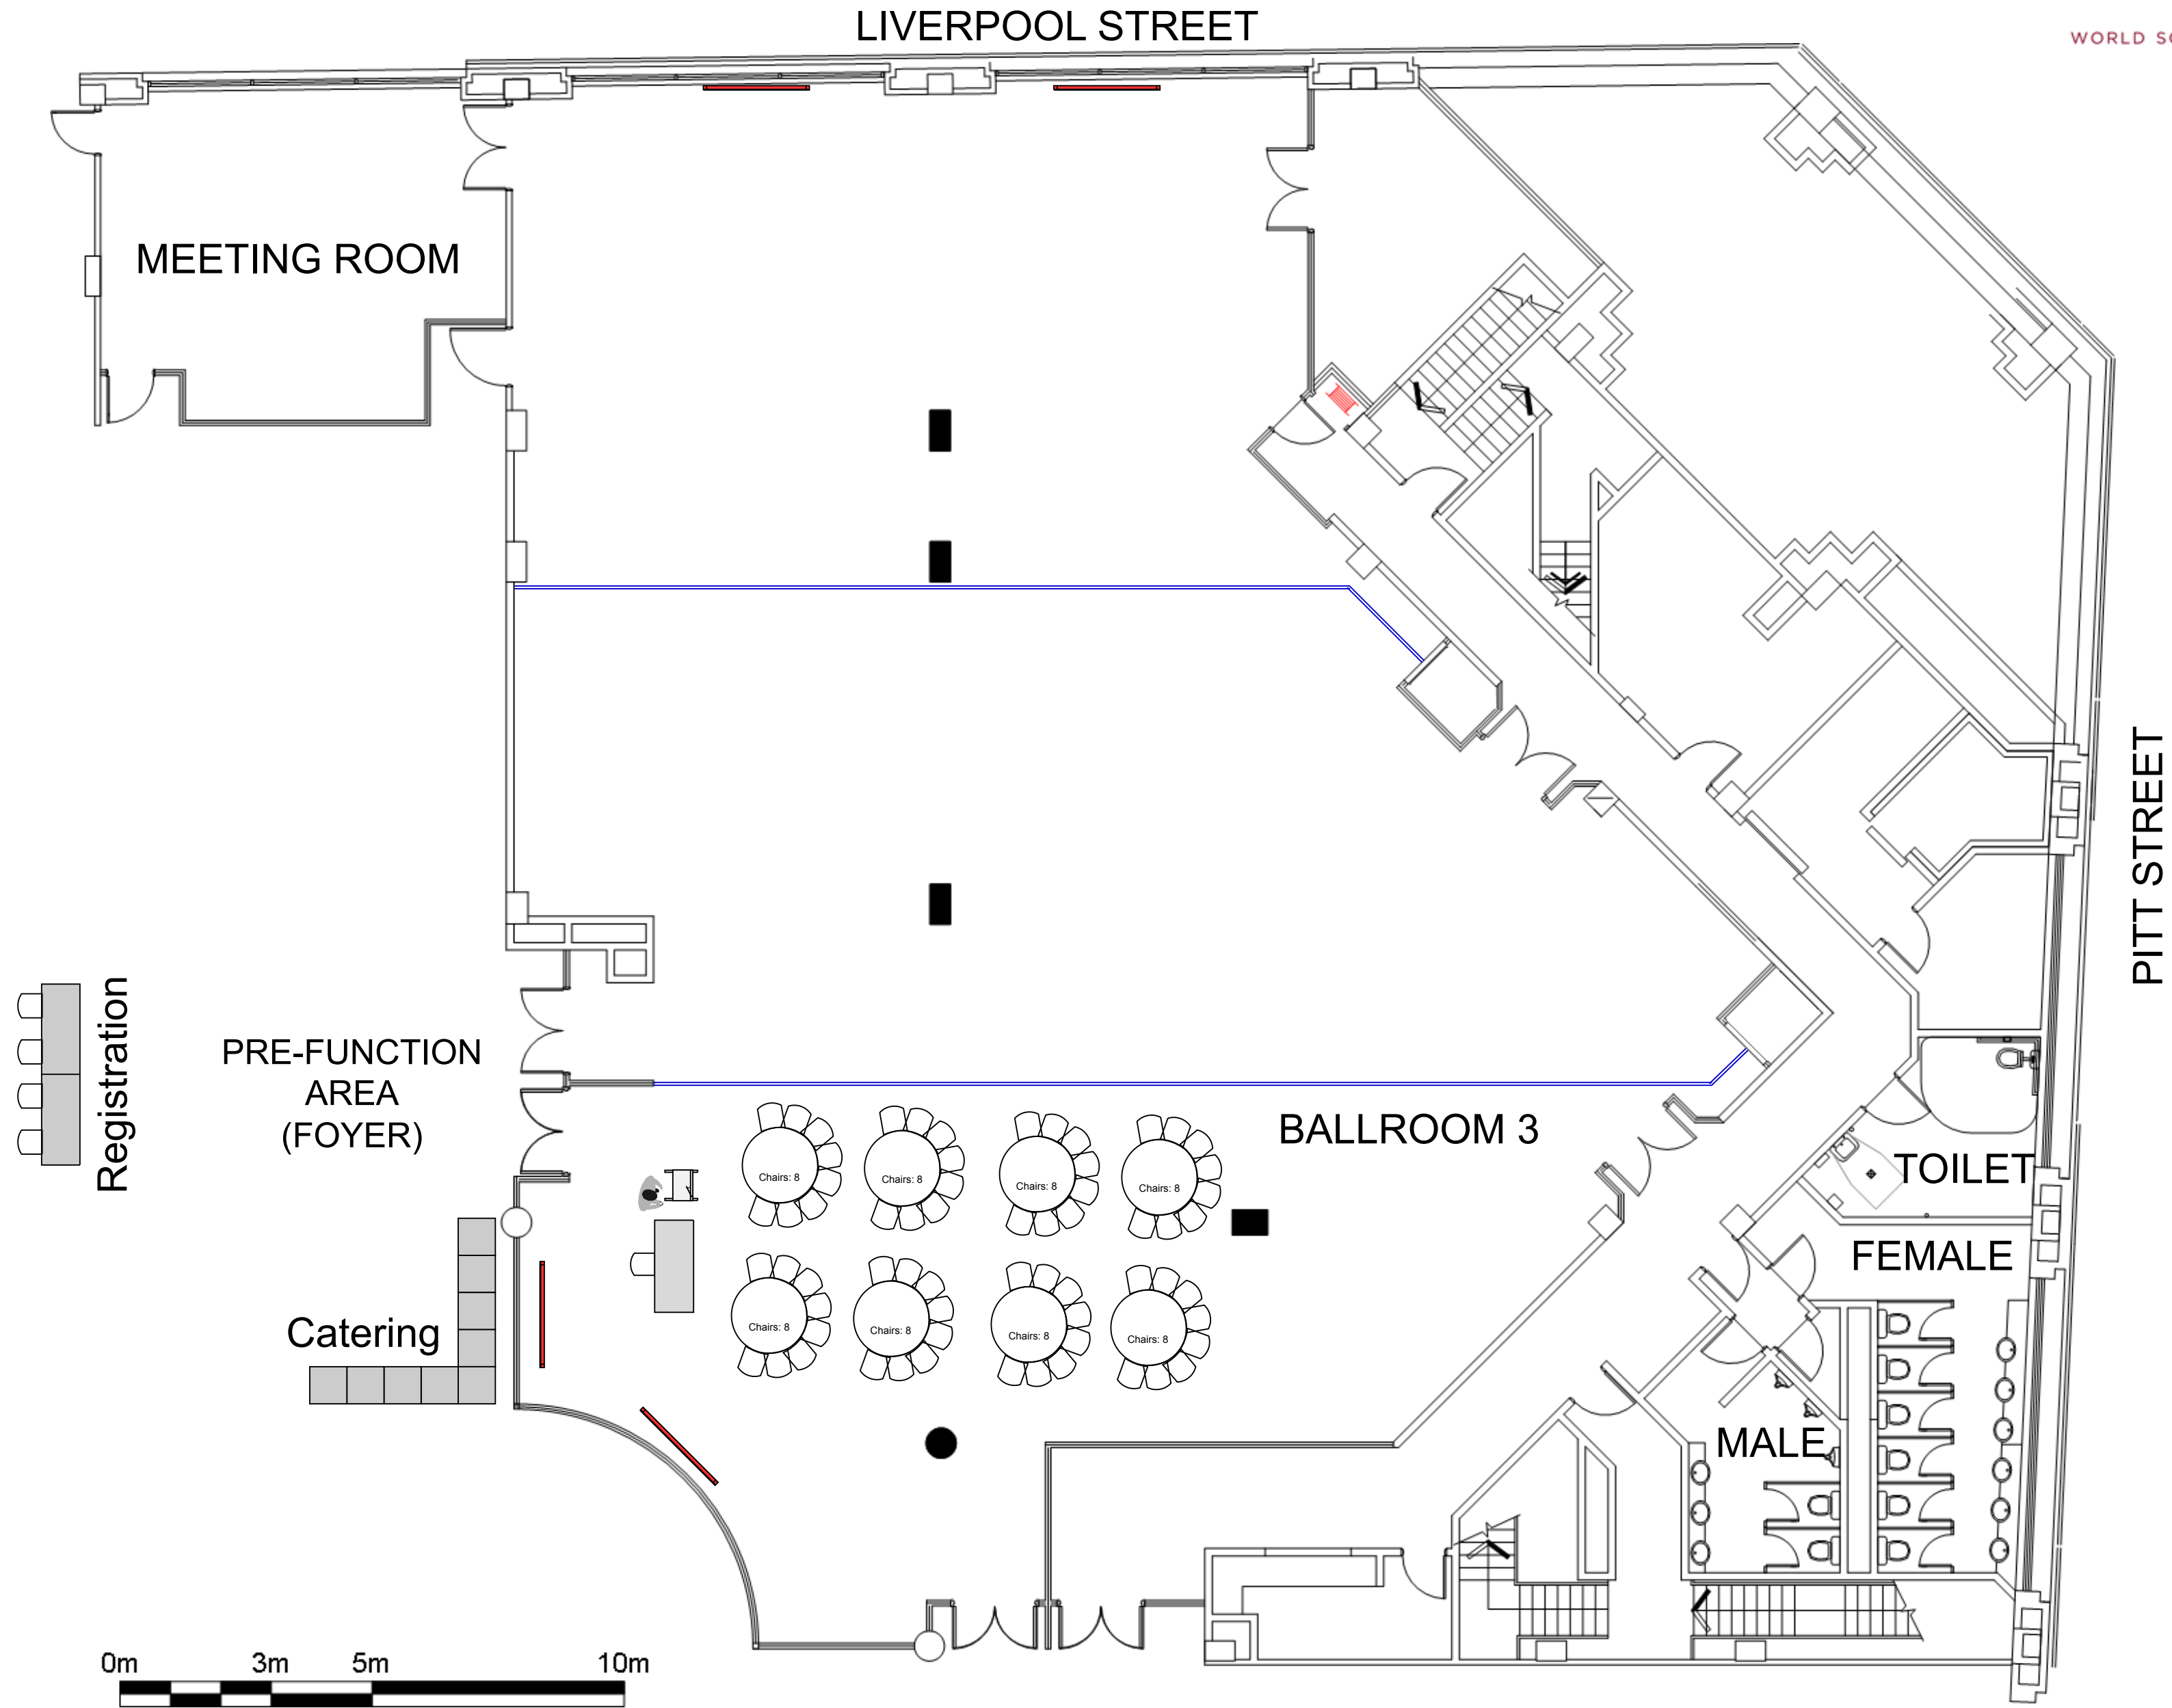 LIVERPOOL STREET
WORLD
MEETING ROOM
PITT STREET
Registration
PRE-FUNCTION
AREA
(FOYER)
BALLROOM 3
Chairs: 8
Chairs: 8
Chairs: 8
Chairs: 8
TOILET
FEMALE
Catering
Chairs: 8
Chairs: 8
Chairs: 8
Chairs: 8
MALE
0m 3m 5m 10m